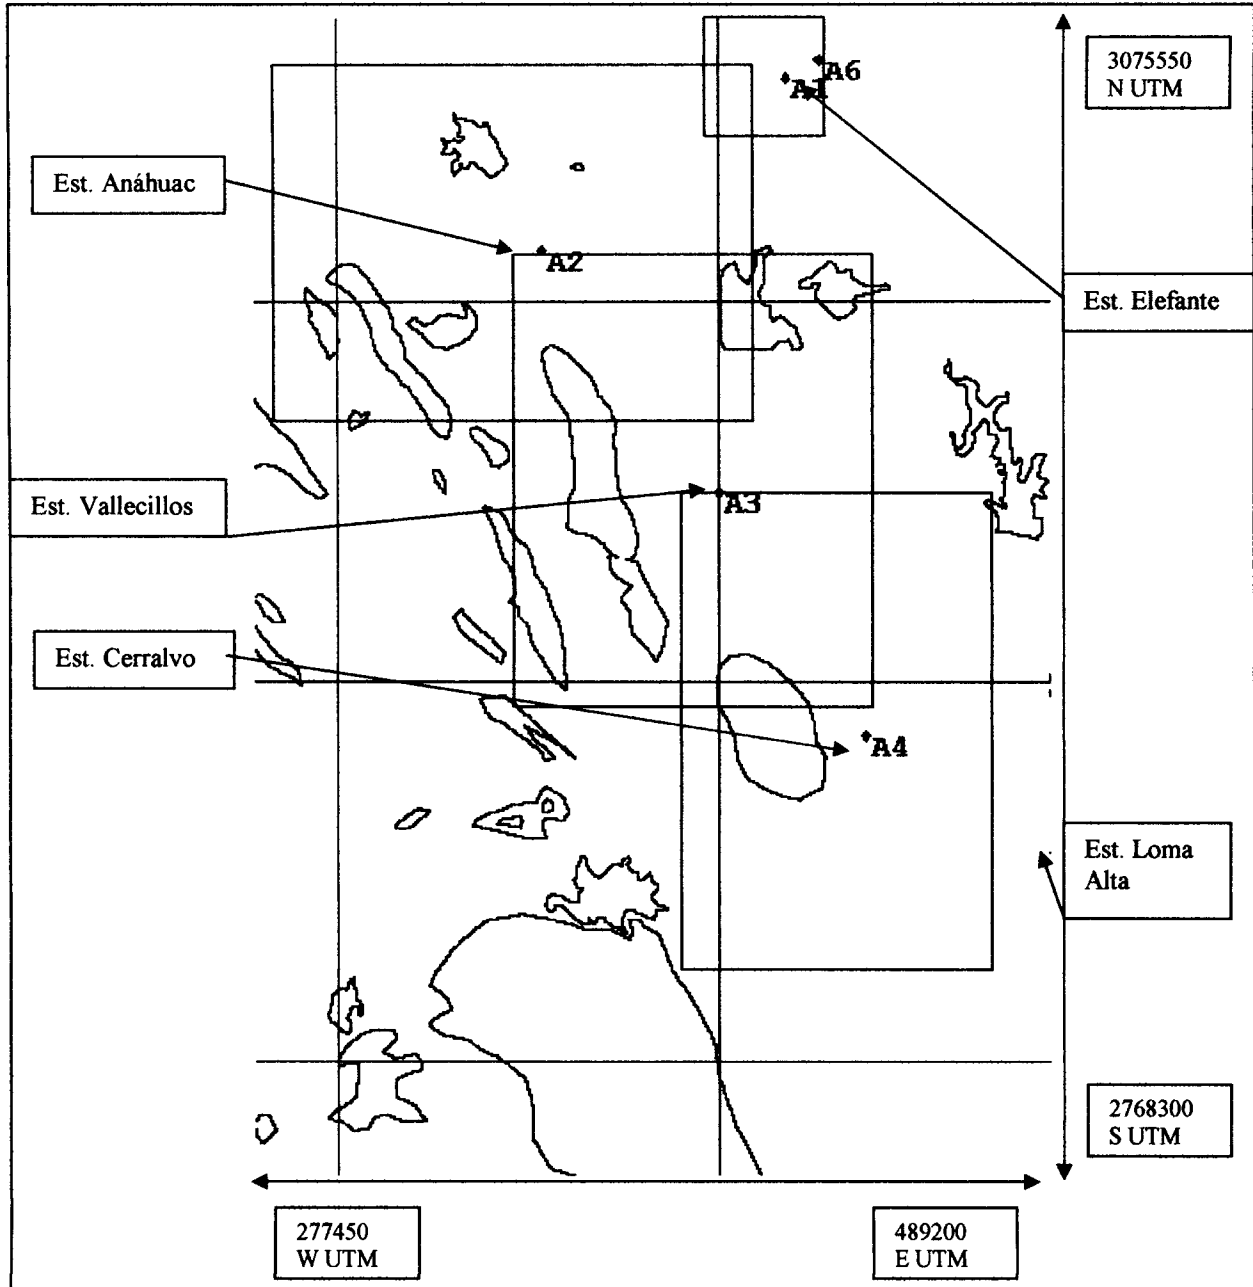 3075550
N UTM
A6
A1
Est. Anáhuac
A2
Est. Elefante
Est. Vallecillos
A3
Est. Cerralvo
A4
Est. Loma
Alta
2768300
S UTM
277450
W UTM
489200
E UTM